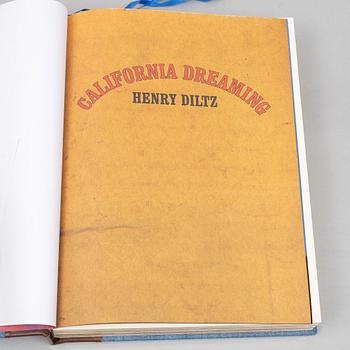 CALIFORNIA DREAMING
HENRY DILTZ